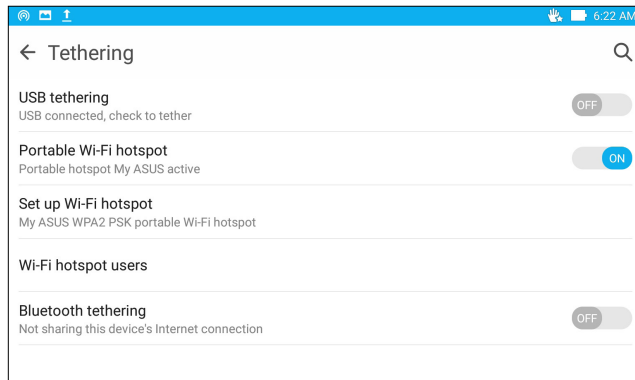 6:22 AM
Tethering
USB tethering
OFF
USB connected, check to tether
Portable Wi-Fi hotspot
ON
Portable hotspot My ASUS active
Set up Wi-Fi hotspot
My ASUS WPA2 PSK portable Wi-Fi hotspot
Wi-Fi hotspot users
Bluetooth tethering
OFF
Not sharing this device's Internet connection